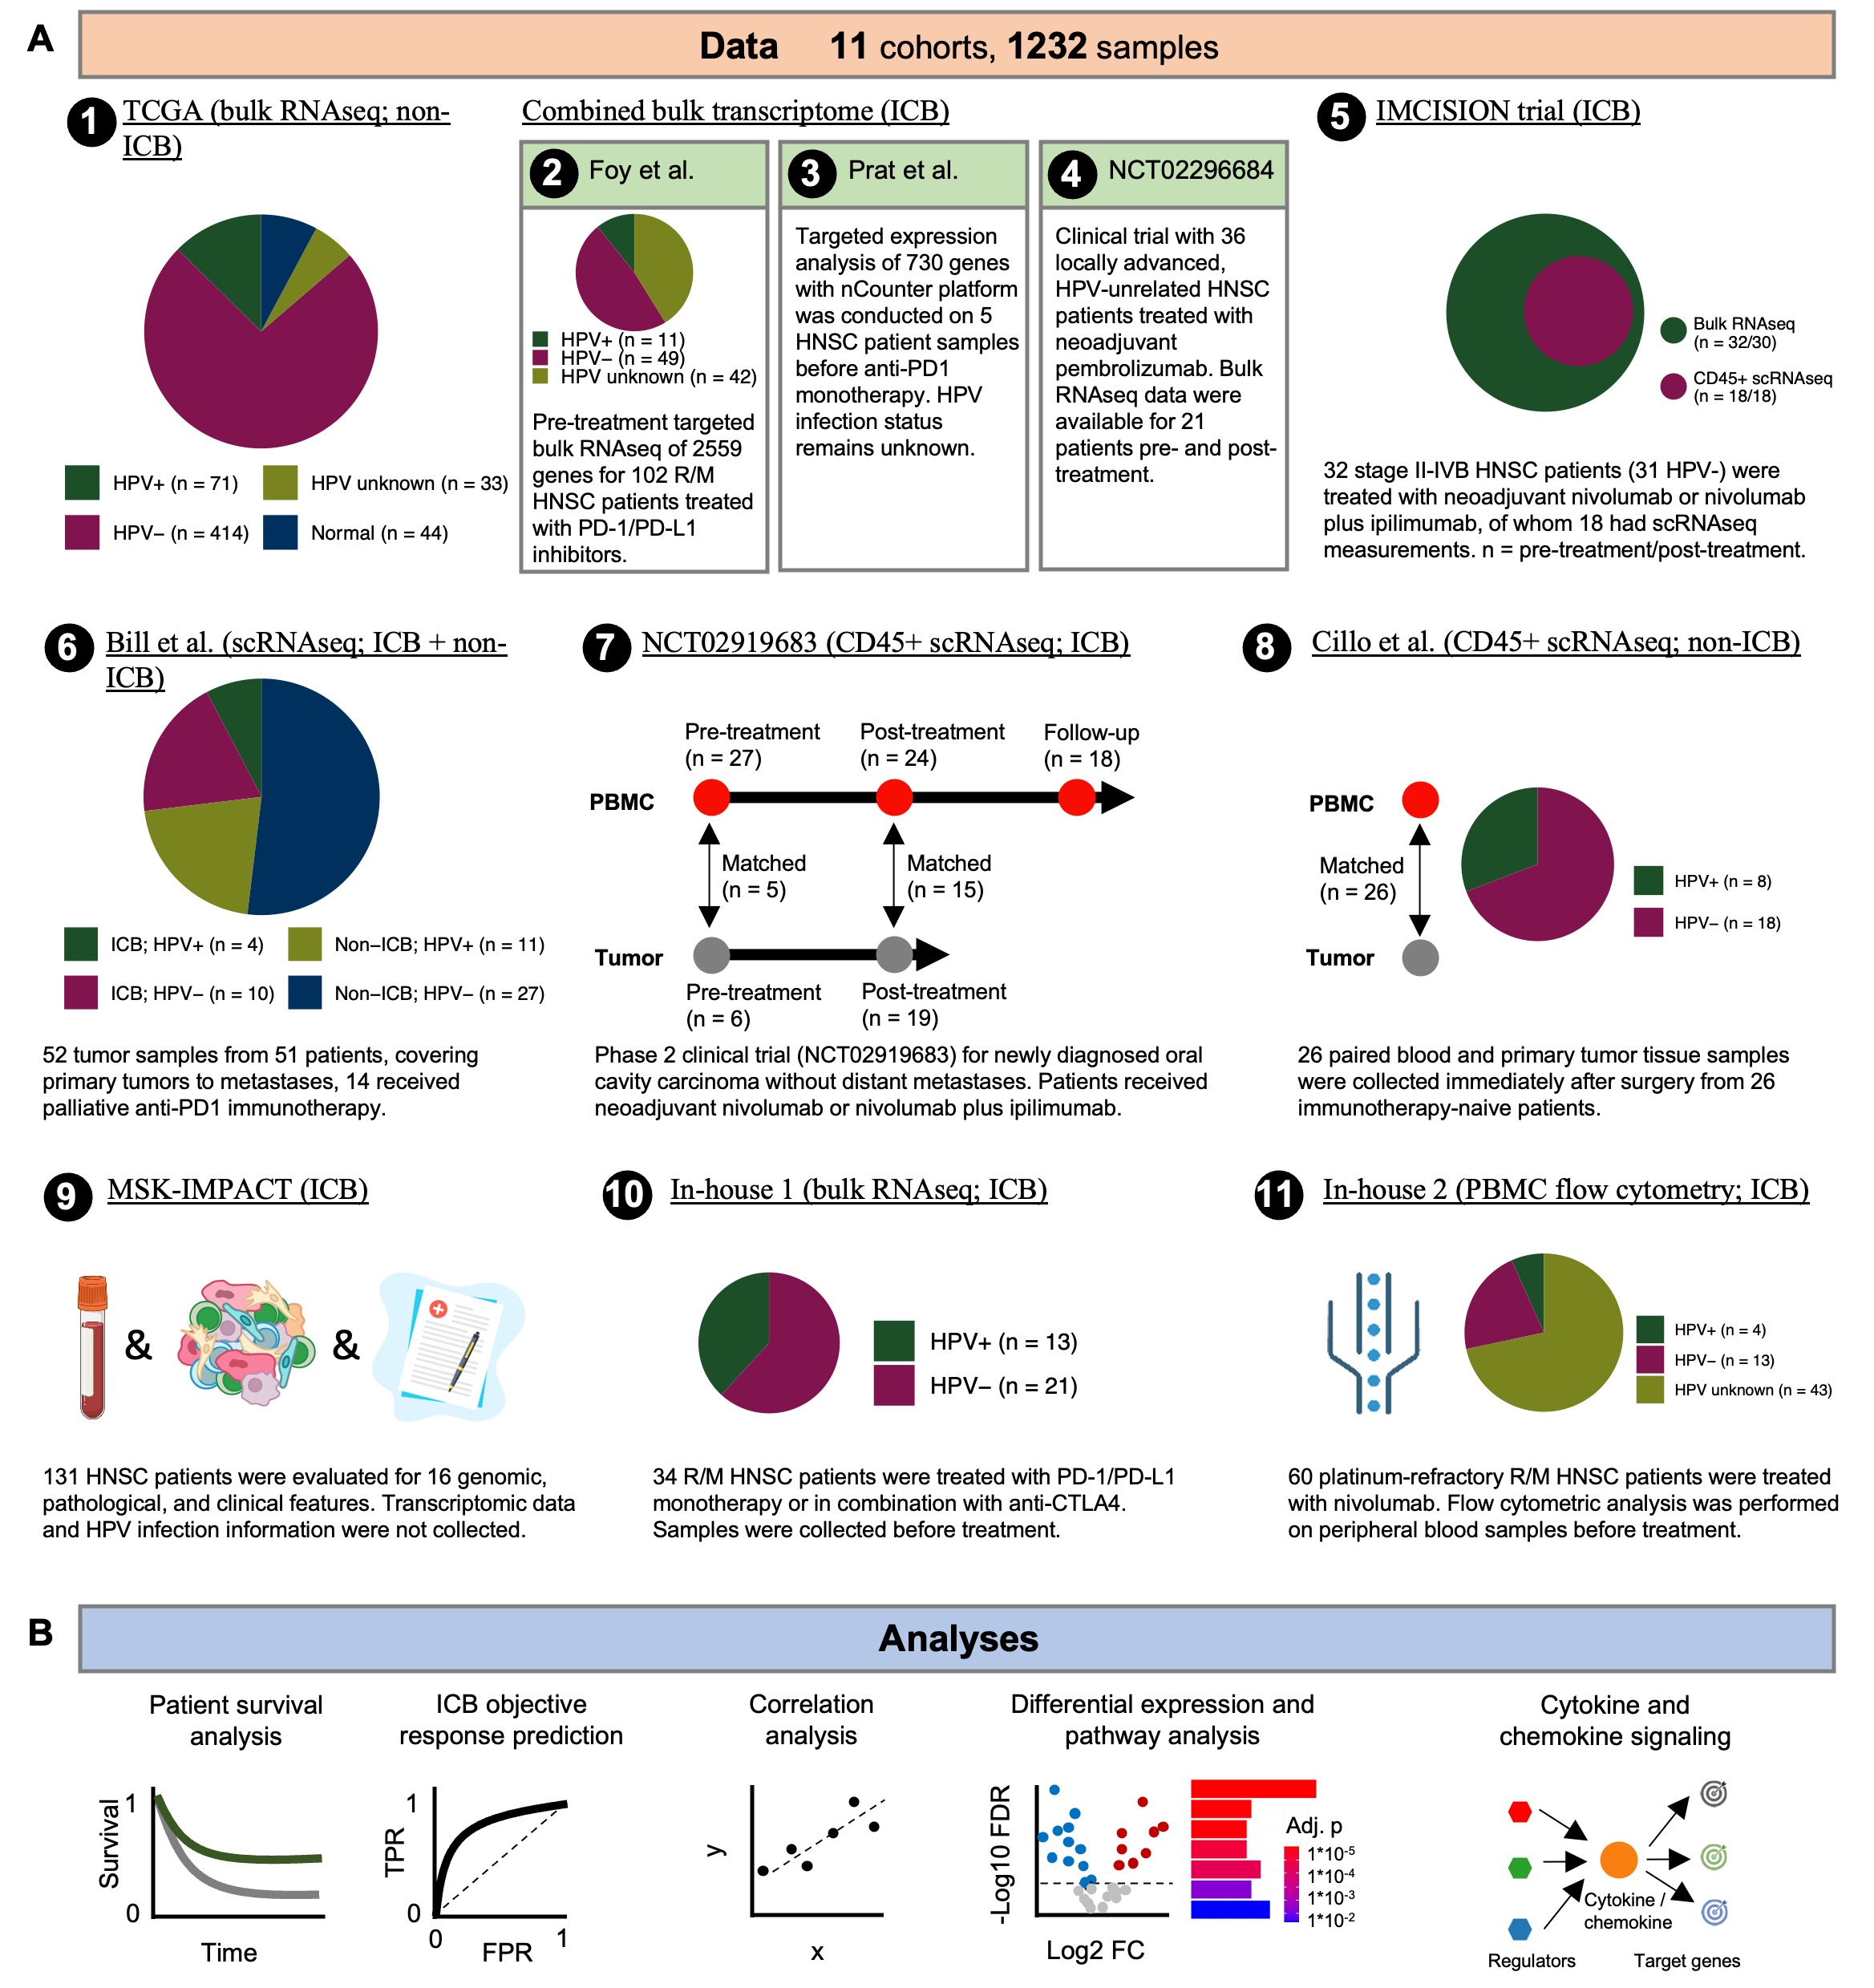 A
Data 11 cohorts, 1232 samples
1
TCGA (bulk RNAseq; non-
ICB)
HPV+ (n = 71)
HPV unknown (n = 33)
HPV− (n = 414)
Normal (n = 44)
Combined bulk transcriptome (ICB)
2
Foy et al.
HPV+ (n = 11)
HPV− (n = 49)
HPV unknown (n = 42)
Pre-treatment targeted
bulk RNAseq of 2559
genes for 102 R/M
HNSC patients treated
with PD-1/PD-L1
inhibitors.
3
Prat et al.
Targeted expression
analysis of 730 genes
with nCounter platform
was conducted on 5
HNSC patient samples
before anti-PD1
monotherapy. HPV
infection status
remains unknown.
4
NCT02296684
Clinical trial with 36
locally advanced,
HPV-unrelated HNSC
patients treated with
neoadjuvant
pembrolizumab. Bulk
RNAseq data were
available for 21
patients pre- and post-
treatment.
5
IMCISION trial (ICB)
Bulk RNAseq
(n = 32/30)
CD45+ scRNAseq
(n = 18/18)
32 stage II-IVB HNSC patients (31 HPV-) were
treated with neoadjuvant nivolumab or nivolumab
plus ipilimumab, of whom 18 had scRNAseq
measurements. n = pre-treatment/post-treatment.
6
Bill et al. (scRNAseq; ICB + non-
ICB)
ICB; HPV+ (n = 4)
Non−ICB; HPV+ (n = 11)
ICB; HPV− (n = 10)
Non−ICB; HPV− (n = 27)
52 tumor samples from 51 patients, covering
primary tumors to metastases, 14 received
palliative anti-PD1 immunotherapy.
7
NCT02919683 (CD45+ scRNAseq; ICB)
Pre-treatment
(n = 27)
Post-treatment
(n = 24)
Follow-up
(n = 18)
PBMC
Matched
(n = 5)
Matched
(n = 15)
Tumor
Pre-treatment
(n = 6)
Post-treatment
(n = 19)
Phase 2 clinical trial (NCT02919683) for newly diagnosed oral
cavity carcinoma without distant metastases. Patients received
neoadjuvant nivolumab or nivolumab plus ipilimumab.
8
Cillo et al. (CD45+ scRNAseq; non-ICB)
PBMC
Matched
(n = 26)
Tumor
HPV+ (n = 8)
HPV− (n = 18)
26 paired blood and primary tumor tissue samples
were collected immediately after surgery from 26
immunotherapy-naive patients.
9
MSK-IMPACT (ICB)
&
&
131 HNSC patients were evaluated for 16 genomic,
pathological, and clinical features. Transcriptomic data
and HPV infection information were not collected.
10
In-house 1 (bulk RNAseq; ICB)
HPV+ (n = 13)
HPV− (n = 21)
34 R/M HNSC patients were treated with PD-1/PD-L1
monotherapy or in combination with anti-CTLA4.
Samples were collected before treatment.
11
In-house 2 (PBMC flow cytometry; ICB)
HPV+ (n = 4)
HPV− (n = 13)
HPV unknown (n = 43)
60 platinum-refractory R/M HNSC patients were treated
with nivolumab. Flow cytometric analysis was performed
on peripheral blood samples before treatment.
B
Analyses
Patient survival
analysis
Survival
1
0
Time
ICB objective
response prediction
TPR
1
0
0
FPR
1
Correlation
analysis
y
x
Differential expression and
pathway analysis
-Log10 FDR
Log2 FC
Adj. p
1*10-5
1*10-4
1*10-3
1*10-2
Cytokine and
chemokine signaling
Cytokine /
chemokine
Regulators
Target genes